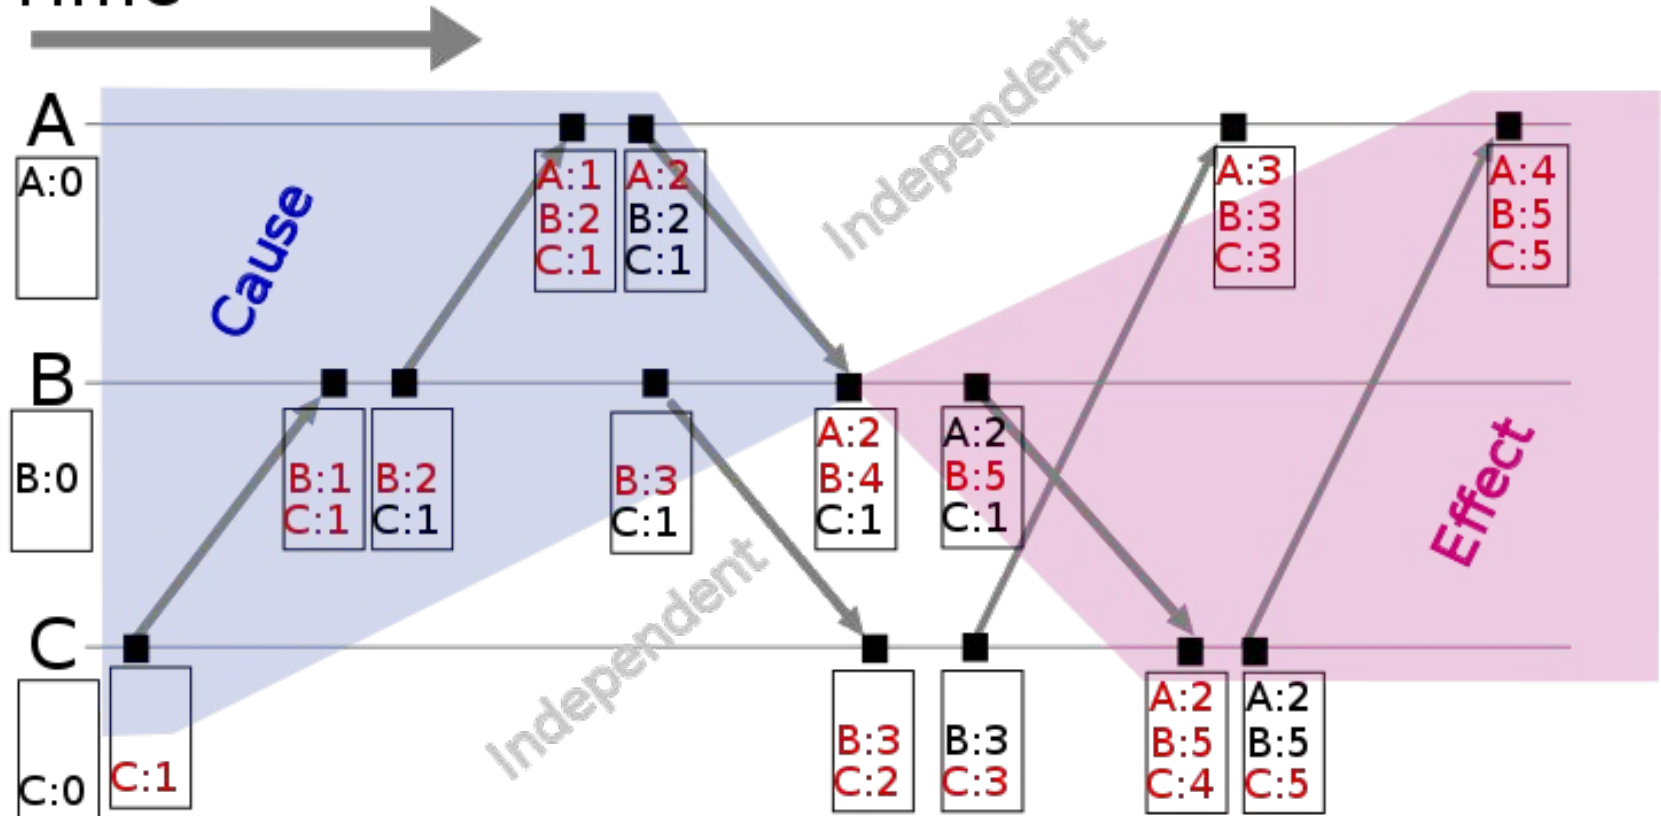 Time
Independent
A
A:0
A:1
B:2
C:1
A:2
B:2
C:1
A:3
B:3
C:3
A:4
B:5
C:5
Cause
B
B:0
B:1
C:1
B:2
C:1
B:3
C:1
A:2
B:4
C:1
A:2
B:5
C:1
Effect
Independent
C
C:0
C:1
B:3
C:2
B:3
C:3
A:2
B:5
C:4
A:2
B:5
C:5